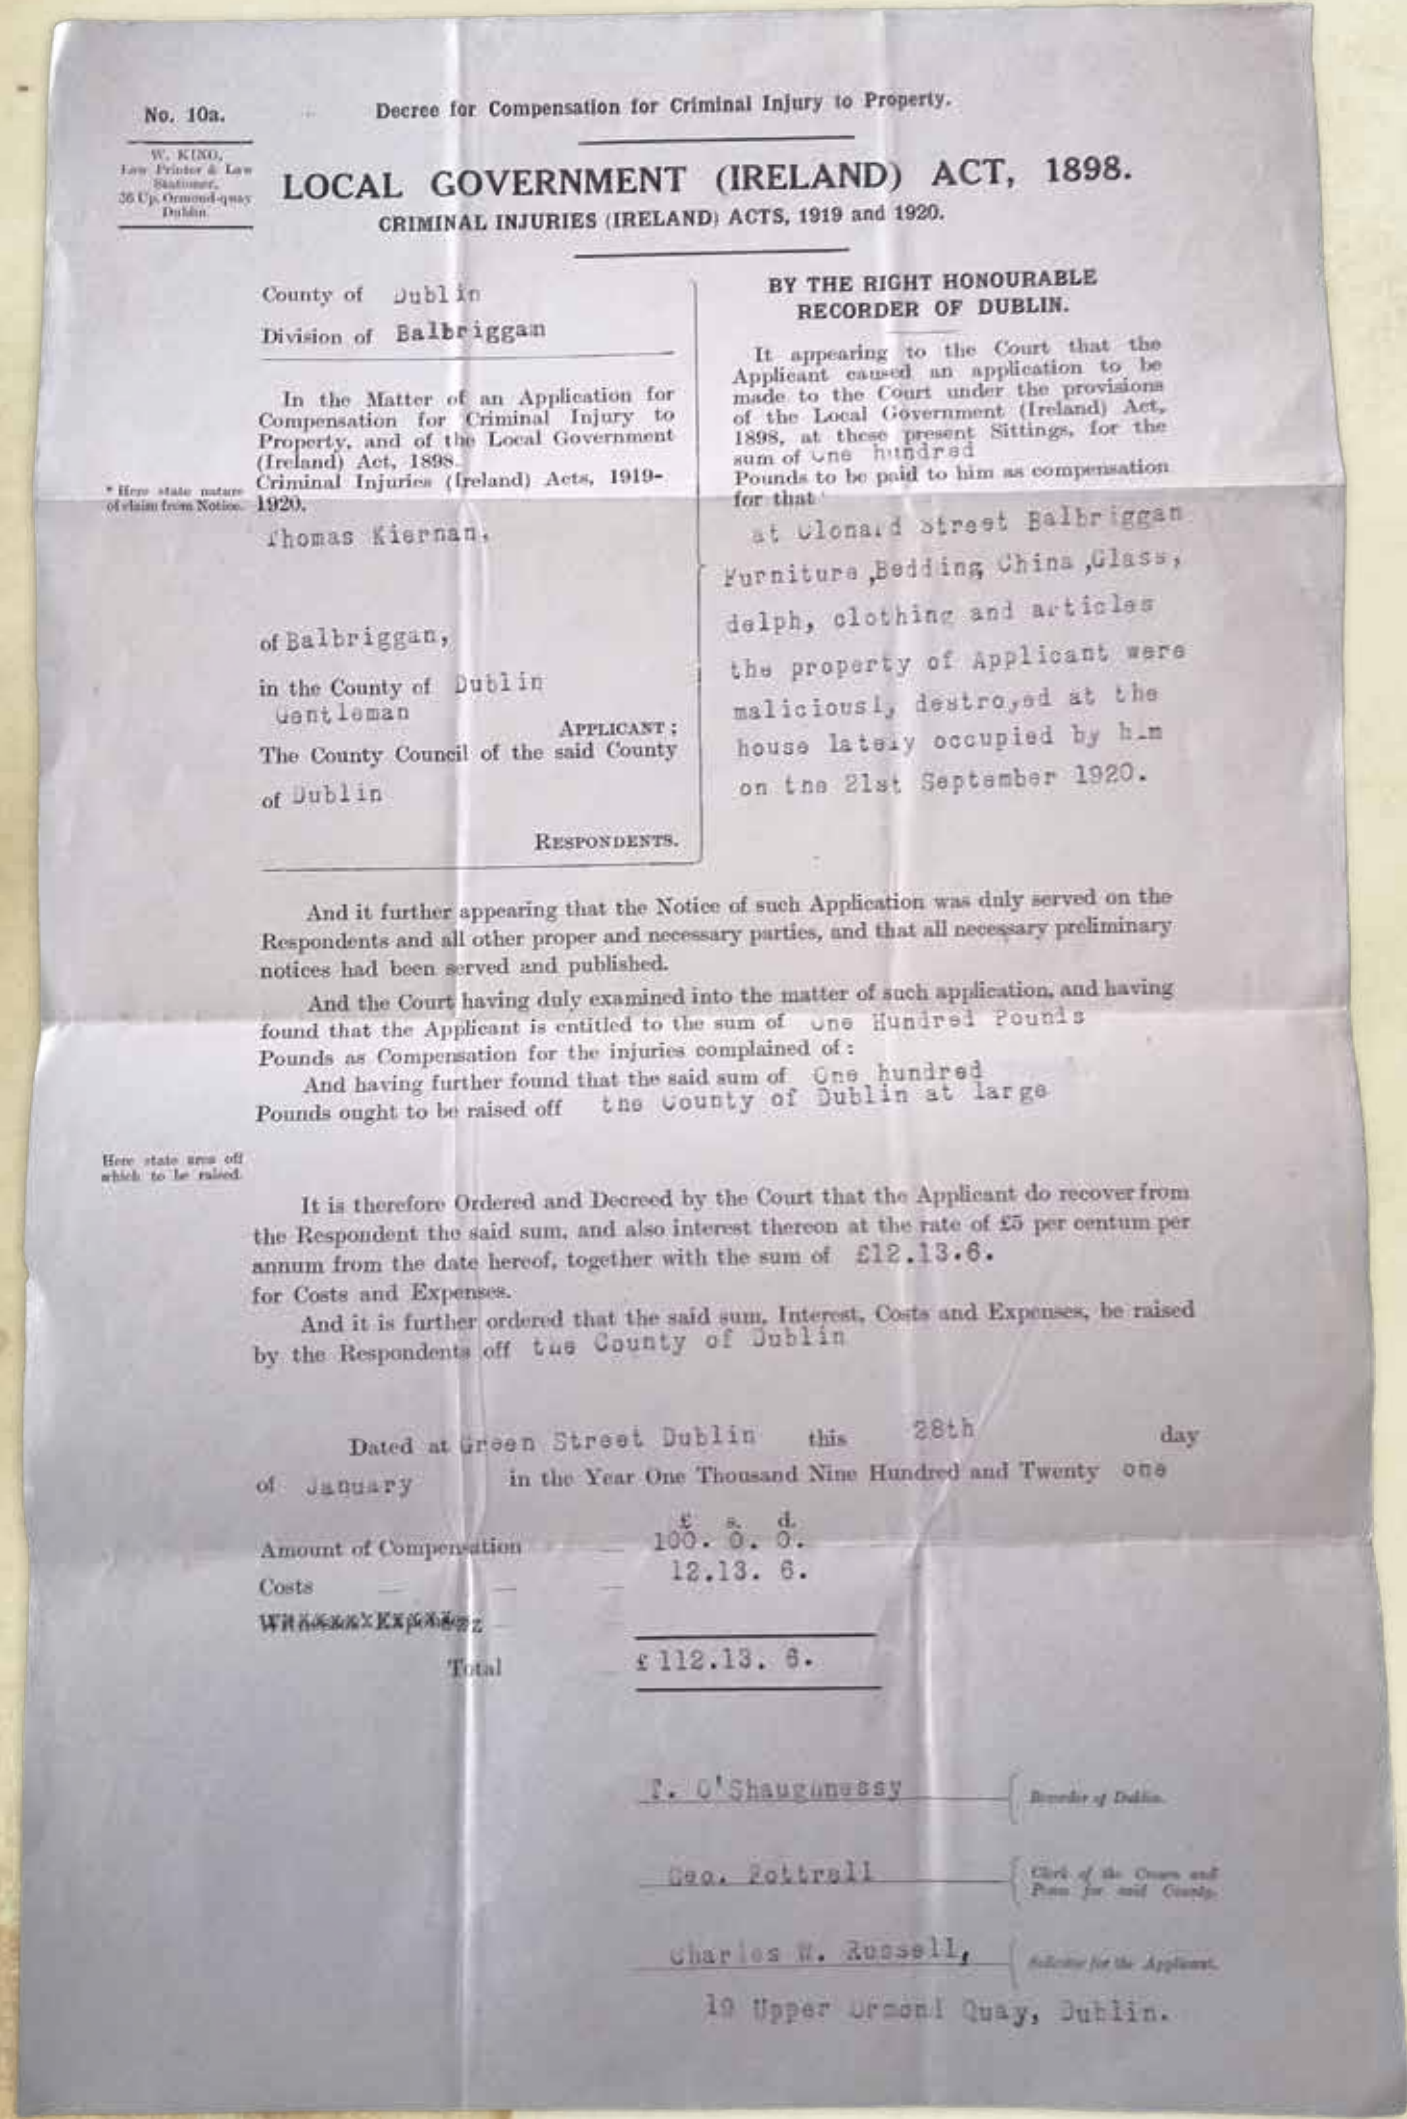 No. 10a.
Decree for Compensation for Criminal Injury to Property.
W. KING,
Law Printer & Law
Stationer,
36 Up. Ormond-quay
Dublin.
LOCAL GOVERNMENT (IRELAND) ACT, 1898.
CRIMINAL INJURIES (IRELAND) ACTS, 1919 and 1920.
County of Dublin
Division of Balbriggan
In the Matter of an Application for
Compensation for Criminal Injury to
Property, and of the Local Government
(Ireland) Act, 1898.
Criminal Injuries (Ireland) Acts, 1919-
1920.
* Here state nature
of claim from Notice.
Thomas Kiernan,
of Balbriggan,
in the County of Dublin
Gentleman
APPLICANT;
The County Council of the said County
of Dublin
RESPONDENTS.
BY THE RIGHT HONOURABLE
RECORDER OF DUBLIN.
It appearing to the Court that the
Applicant caused an application to be
made to the Court under the provisions
of the Local Government (Ireland) Act,
1898, at these present Sittings, for the
sum of One hundred
Pounds to be paid to him as compensation
for that
at Clonard Street Balbriggan
Furniture ,Bedding, China ,Glass,
delph, clothing and articles
the property of Applicant were
maliciously destroyed at the
house lately occupied by him
on the 21st September 1920.
And it further appearing that the Notice of such Application was duly served on the
Respondents and all other proper and necessary parties, and that all necessary preliminary
notices had been served and published.
And the Court having duly examined into the matter of such application, and having
found that the Applicant is entitled to the sum of One Hundred Pounds
Pounds as Compensation for the injuries complained of :
And having further found that the said sum of One hundred
Pounds ought to be raised off the County of Dublin at large
Here state area off
which to be raised.
It is therefore Ordered and Decreed by the Court that the Applicant do recover from
the Respondent the said sum, and also interest thereon at the rate of £5 per centum per
annum from the date hereof, together with the sum of £12.13.6.
for Costs and Expenses.
And it is further ordered that the said sum, Interest, Costs and Expenses, be raised
by the Respondents off the County of Dublin
Dated at Green Street Dublin this 28th day
of January in the Year One Thousand Nine Hundred and Twenty one
£ s. d.
Amount of Compensation 100. 0. 0.
Costs 12.13. 6.
Total £ 112.13. 6.
T. O'Shaughnessy
Recorder of Dublin.
Geo. Pottrell
Clerk of the Crown and
Peace for said County.
Charles W. Russell,
Solicitor for the Applicant.
19 Upper Ormond Quay, Dublin.